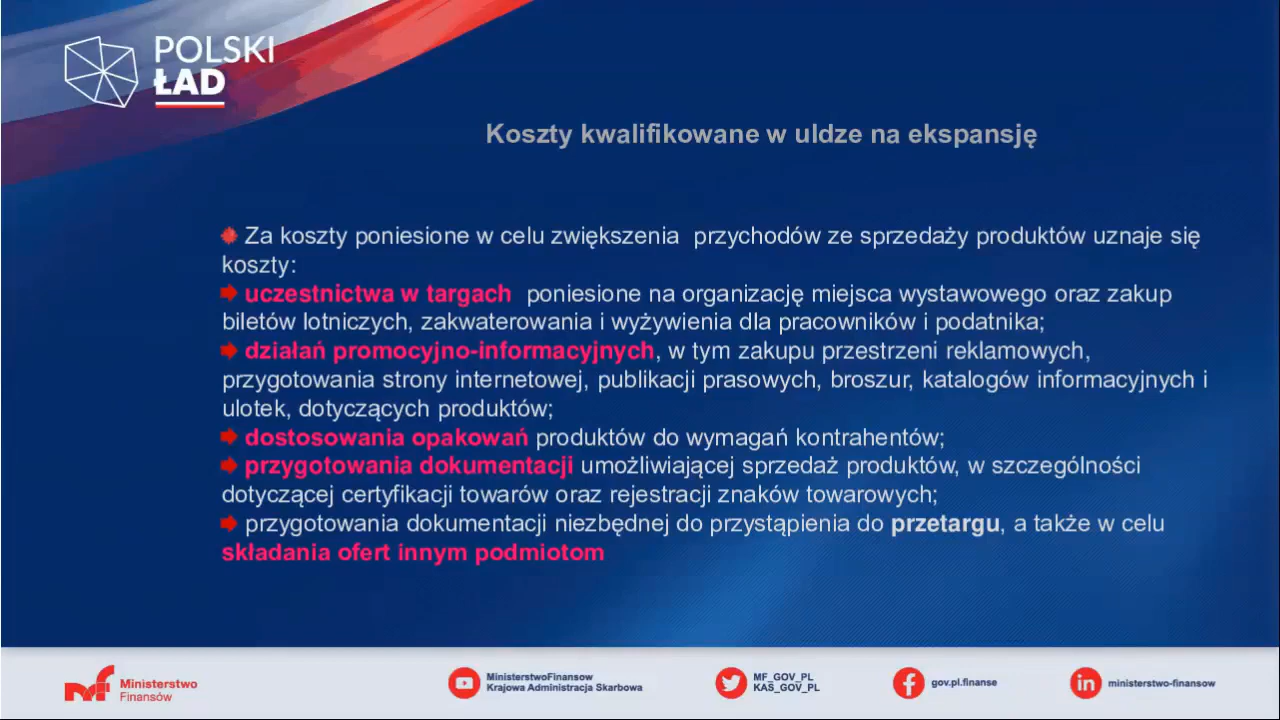 POLSKI
ŁAD
Koszty kwalifikowane w uldze na ekspansję
Za koszty poniesione w celu zwiększenia przychodów ze sprzedaży produktów uznaje się
koszty:
uczestnictwa w targach poniesione na organizację miejsca wystawowego oraz zakup
biletów lotniczych, zakwaterowania i wyżywienia dla pracowników i podatnika;
działań promocyjno-informacyjnych, w tym zakupu przestrzeni reklamowych,
przygotowania strony internetowej, publikacji prasowych, broszur, katalogów informacyjnych i
ulotek, dotyczących produktów;
dostosowania opakowań produktów do wymagań kontrahentów;
przygotowania dokumentacji umożliwiającej sprzedaż produktów, w szczególności
dotyczącej certyfikacji towarów oraz rejestracji znaków towarowych;
przygotowania dokumentacji niezbędnej do przystąpienia do przetargu, a także w celu
składania ofert innym podmiotom
Ministerstwo
Finansów
MinisterstwoFinansow
Krajowa Administracja Skarbowa
MF_GOV_PL
KAS_GOV_PL
gov.pl.finanse
ministerstwo-finansow